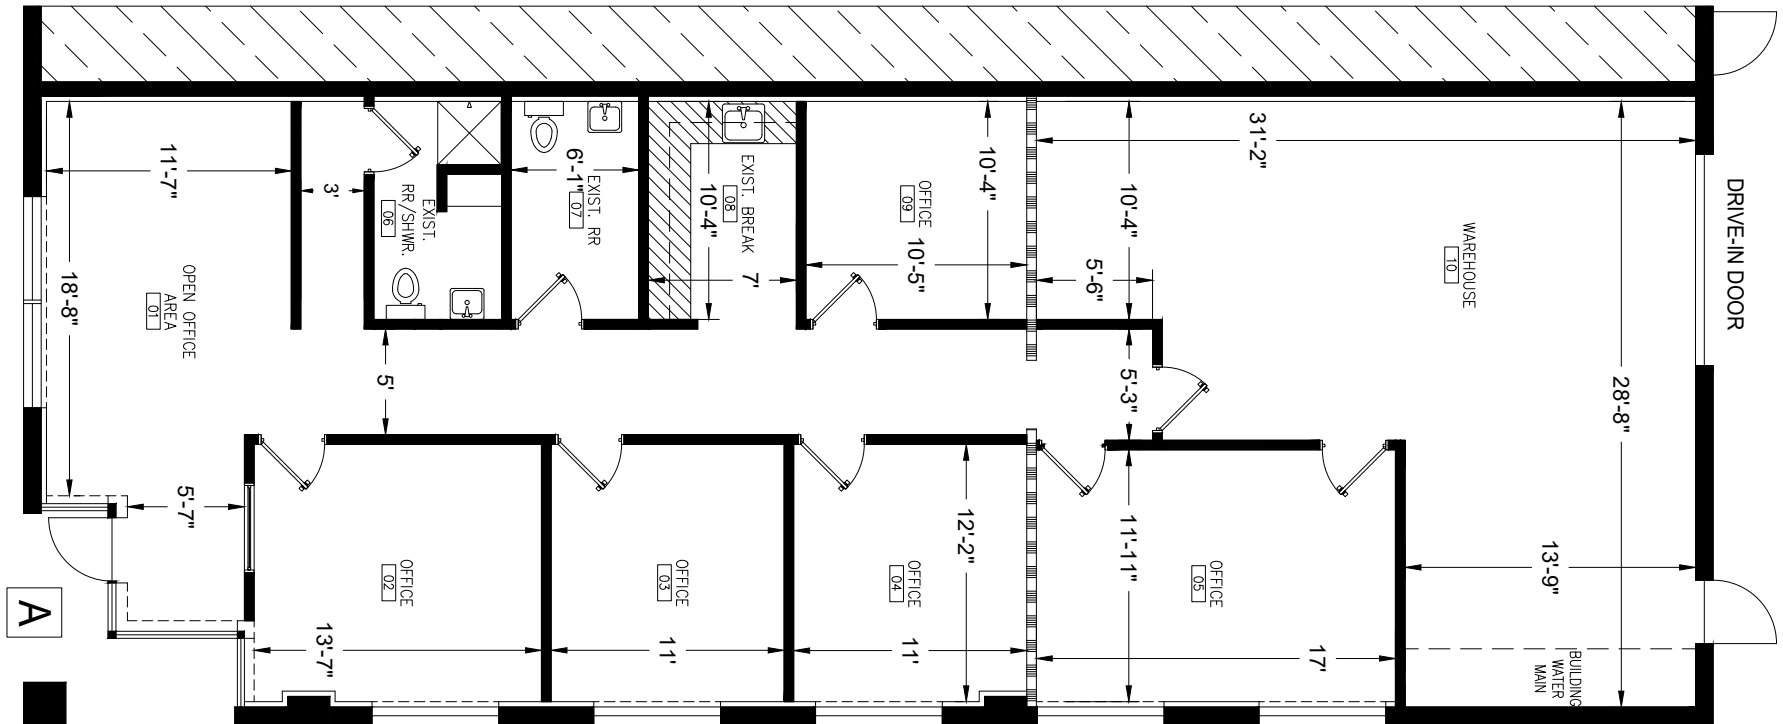 DRIVE-IN DOOR
31'-2"
28'-8"
WAREHOUSE
10
13'-9"
BUILDING
WATER
MAIN
10'-4"
5'-6"
5'-3"
10'-4"
OFFICE
09
10'-5"
EXIST. BREAK
08
10'-4"
7'
EXIST. RR
07
6'-1"
EXIST.
RR/SHWR.
06
3'
11'-7"
18'-8"
OPEN OFFICE
AREA
01
5'
5'-7"
OFFICE
05
11'-11"
17'
12'-2"
OFFICE
04
11'
OFFICE
03
11'
OFFICE
02
13'-7"
A